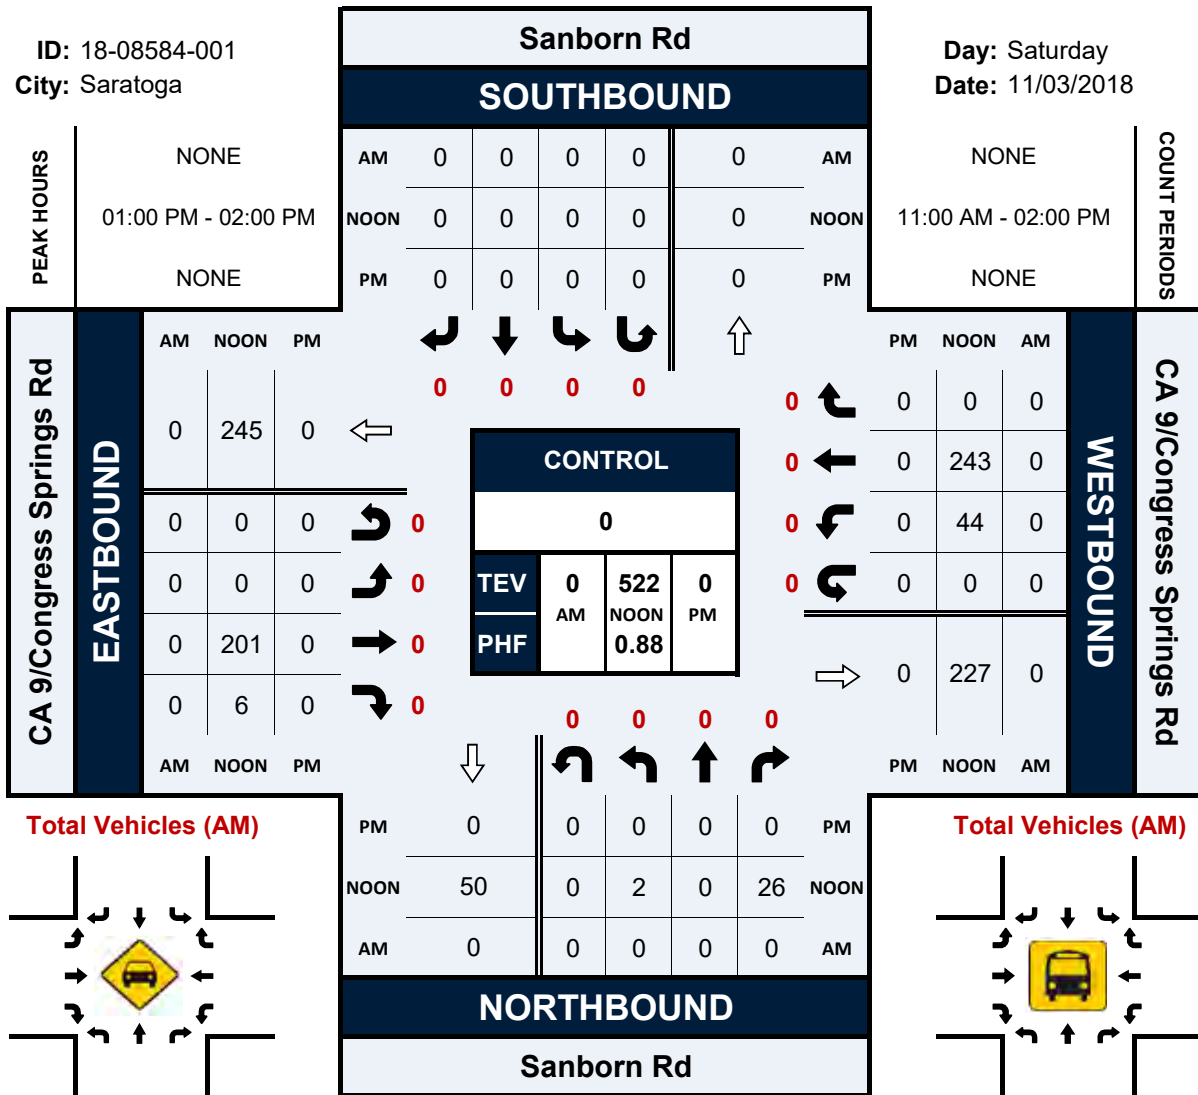 Sanborn Rd
ID: 18-08584-001
Day: Saturday
City: Saratoga
Date: 11/03/2018
SOUTHBOUND
PEAK HOURS
NONE
01:00 PM - 02:00 PM
NONE
AM 0 0 0 0 0 AM
NOON 0 0 0 0 0 NOON
PM 0 0 0 0 0 PM
NONE
11:00 AM - 02:00 PM
NONE
COUNT PERIODS
0 0 0 0
CA 9/Congress Springs Rd
EASTBOUND
AM NOON PM
0 245 0
0 0 0 0
0 0 0 0
0 201 0 0
0 6 0 0
AM NOON PM
CONTROL
0
TEV 0 522 0
AM NOON PM
PHF 0.88
PM NOON AM
0 0 0 0
0 0 243 0
0 0 44 0
0 0 0 0
0 227 0
PM NOON AM
WESTBOUND
CA 9/Congress Springs Rd
0 0 0 0
PM 0 0 0 0 0 PM
NOON 50 0 2 0 26 NOON
AM 0 0 0 0 0 AM
NORTHBOUND
Sanborn Rd
Total Vehicles (AM)
Total Vehicles (AM)